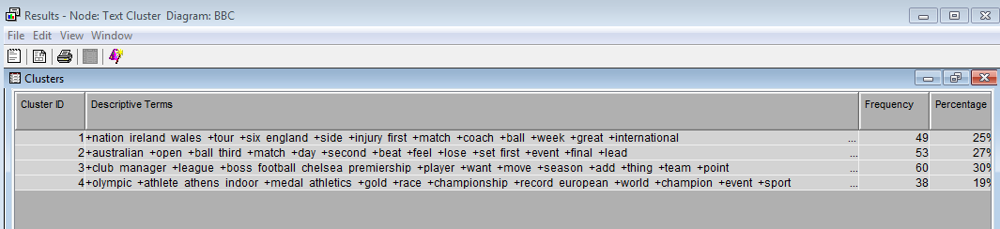 Results - Node: Text Cluster Diagram: BBC
File Edit View Window
Clusters
Cluster ID Descriptive Terms Frequency Percentage
1 +nation ireland wales +tour +six england +side +injury first +match +coach +ball +week +great +international ... 49 25%
2 +australian +open +ball third +match +day +second +beat +feel +lose +set first +event +final +lead ... 53 27%
3 +club manager +league +boss football chelsea premiership +player +want +move +season +add +thing +team +point ... 60 30%
4 +olympic +athlete athens indoor +medal athletics +gold +race +championship +record european +world +champion +event +sport ... 38 19%